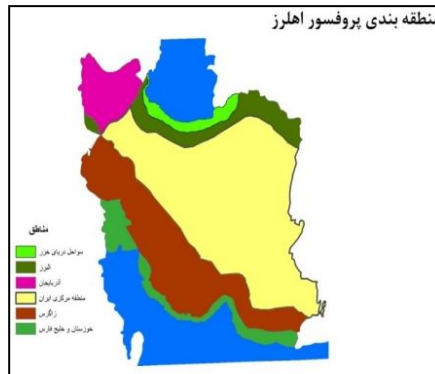 منطقه بندی پروفسور اهلرز
مناطق
سواحل دریای خزر
البرز
آذربایجان
منطقه مرکزی ایران
زاگرس
خوزستان و خلیج فارس